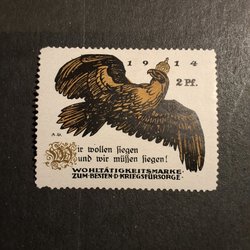 1914
2 Pf.
A.D.
Wir wollen siegen
und wir müssen siegen!
WOHLTÄTIGKEITSMARKE
ZUM·BESTEN·D·KRIEGSFÜRSORGE·